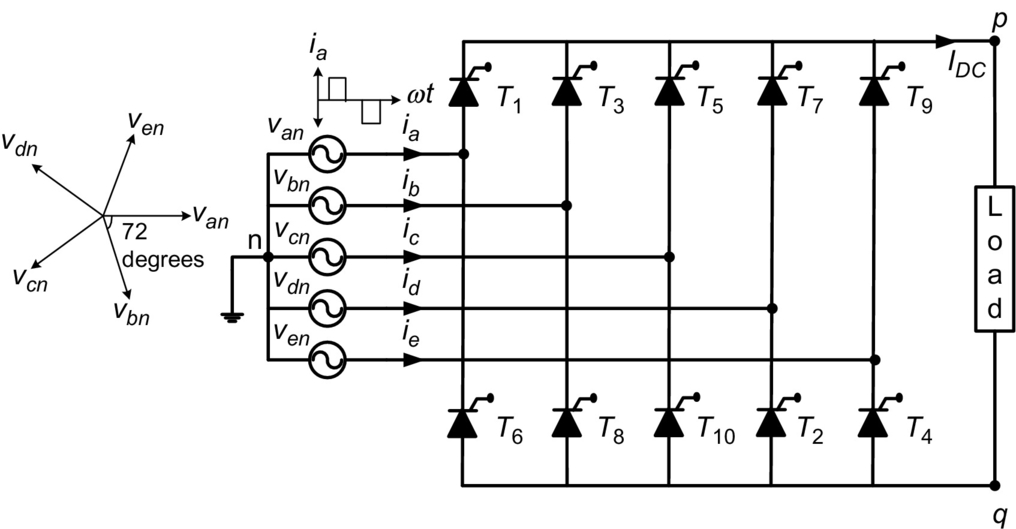 p
i_a
I_DC
T_1 T_3 T_5 T_7 T_9
ωt
v_en
v_an i_a
v_dn
v_bn i_b
v_an
72
n v_cn i_c
degrees
v_cn
v_dn i_d
v_bn
v_en i_e
L
o
a
d
T_6 T_8 T_10 T_2 T_4
q